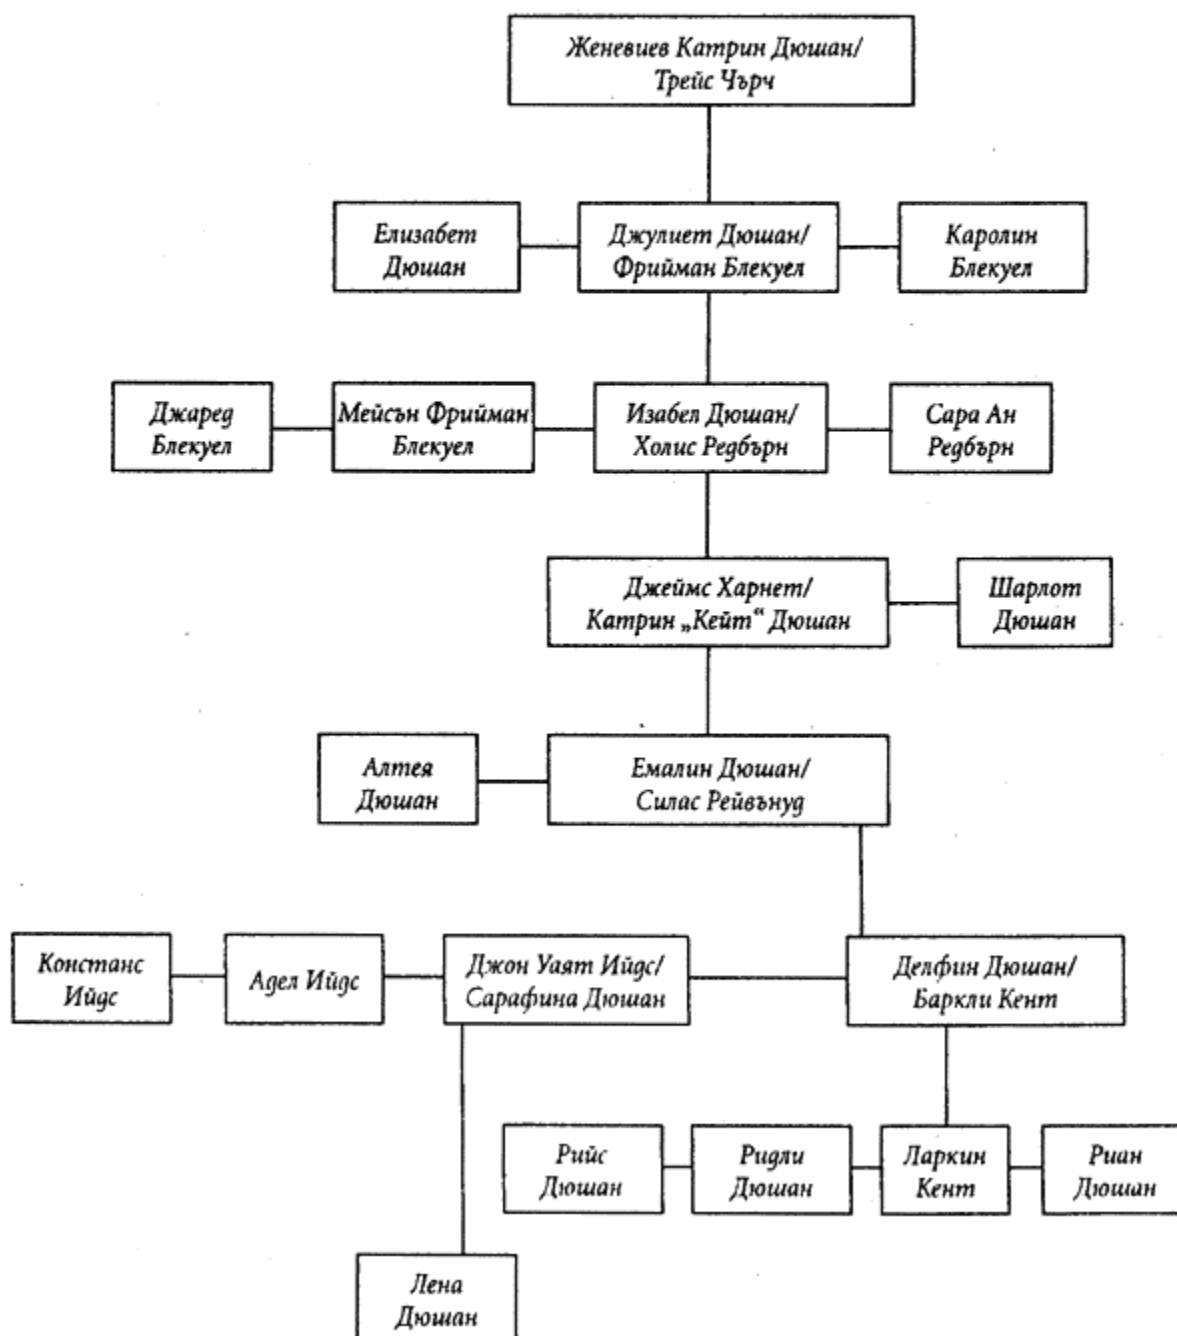 Женевиев Катрин Дюшан/
Трейс Чърч
Елизабет
Дюшан
Джулиет Дюшан/
Фрийман Блекуел
Каролин
Блекуел
Джаред
Блекуел
Мейсън Фрийман
Блекуел
Изабел Дюшан/
Холис Редбърн
Сара Ан
Редбърн
Джеймс Харнет/
Катрин „Кейт“ Дюшан
Шарлот
Дюшан
Алтея
Дюшан
Емалин Дюшан/
Силас Рейвънуд
Констанс
Ийдс
Адел Ийдс
Джон Уаят Ийдс/
Сарафина Дюшан
Делфин Дюшан/
Баркли Кент
Рийс
Дюшан
Ридли
Дюшан
Ларкин
Кент
Риан
Дюшан
Лена
Дюшан